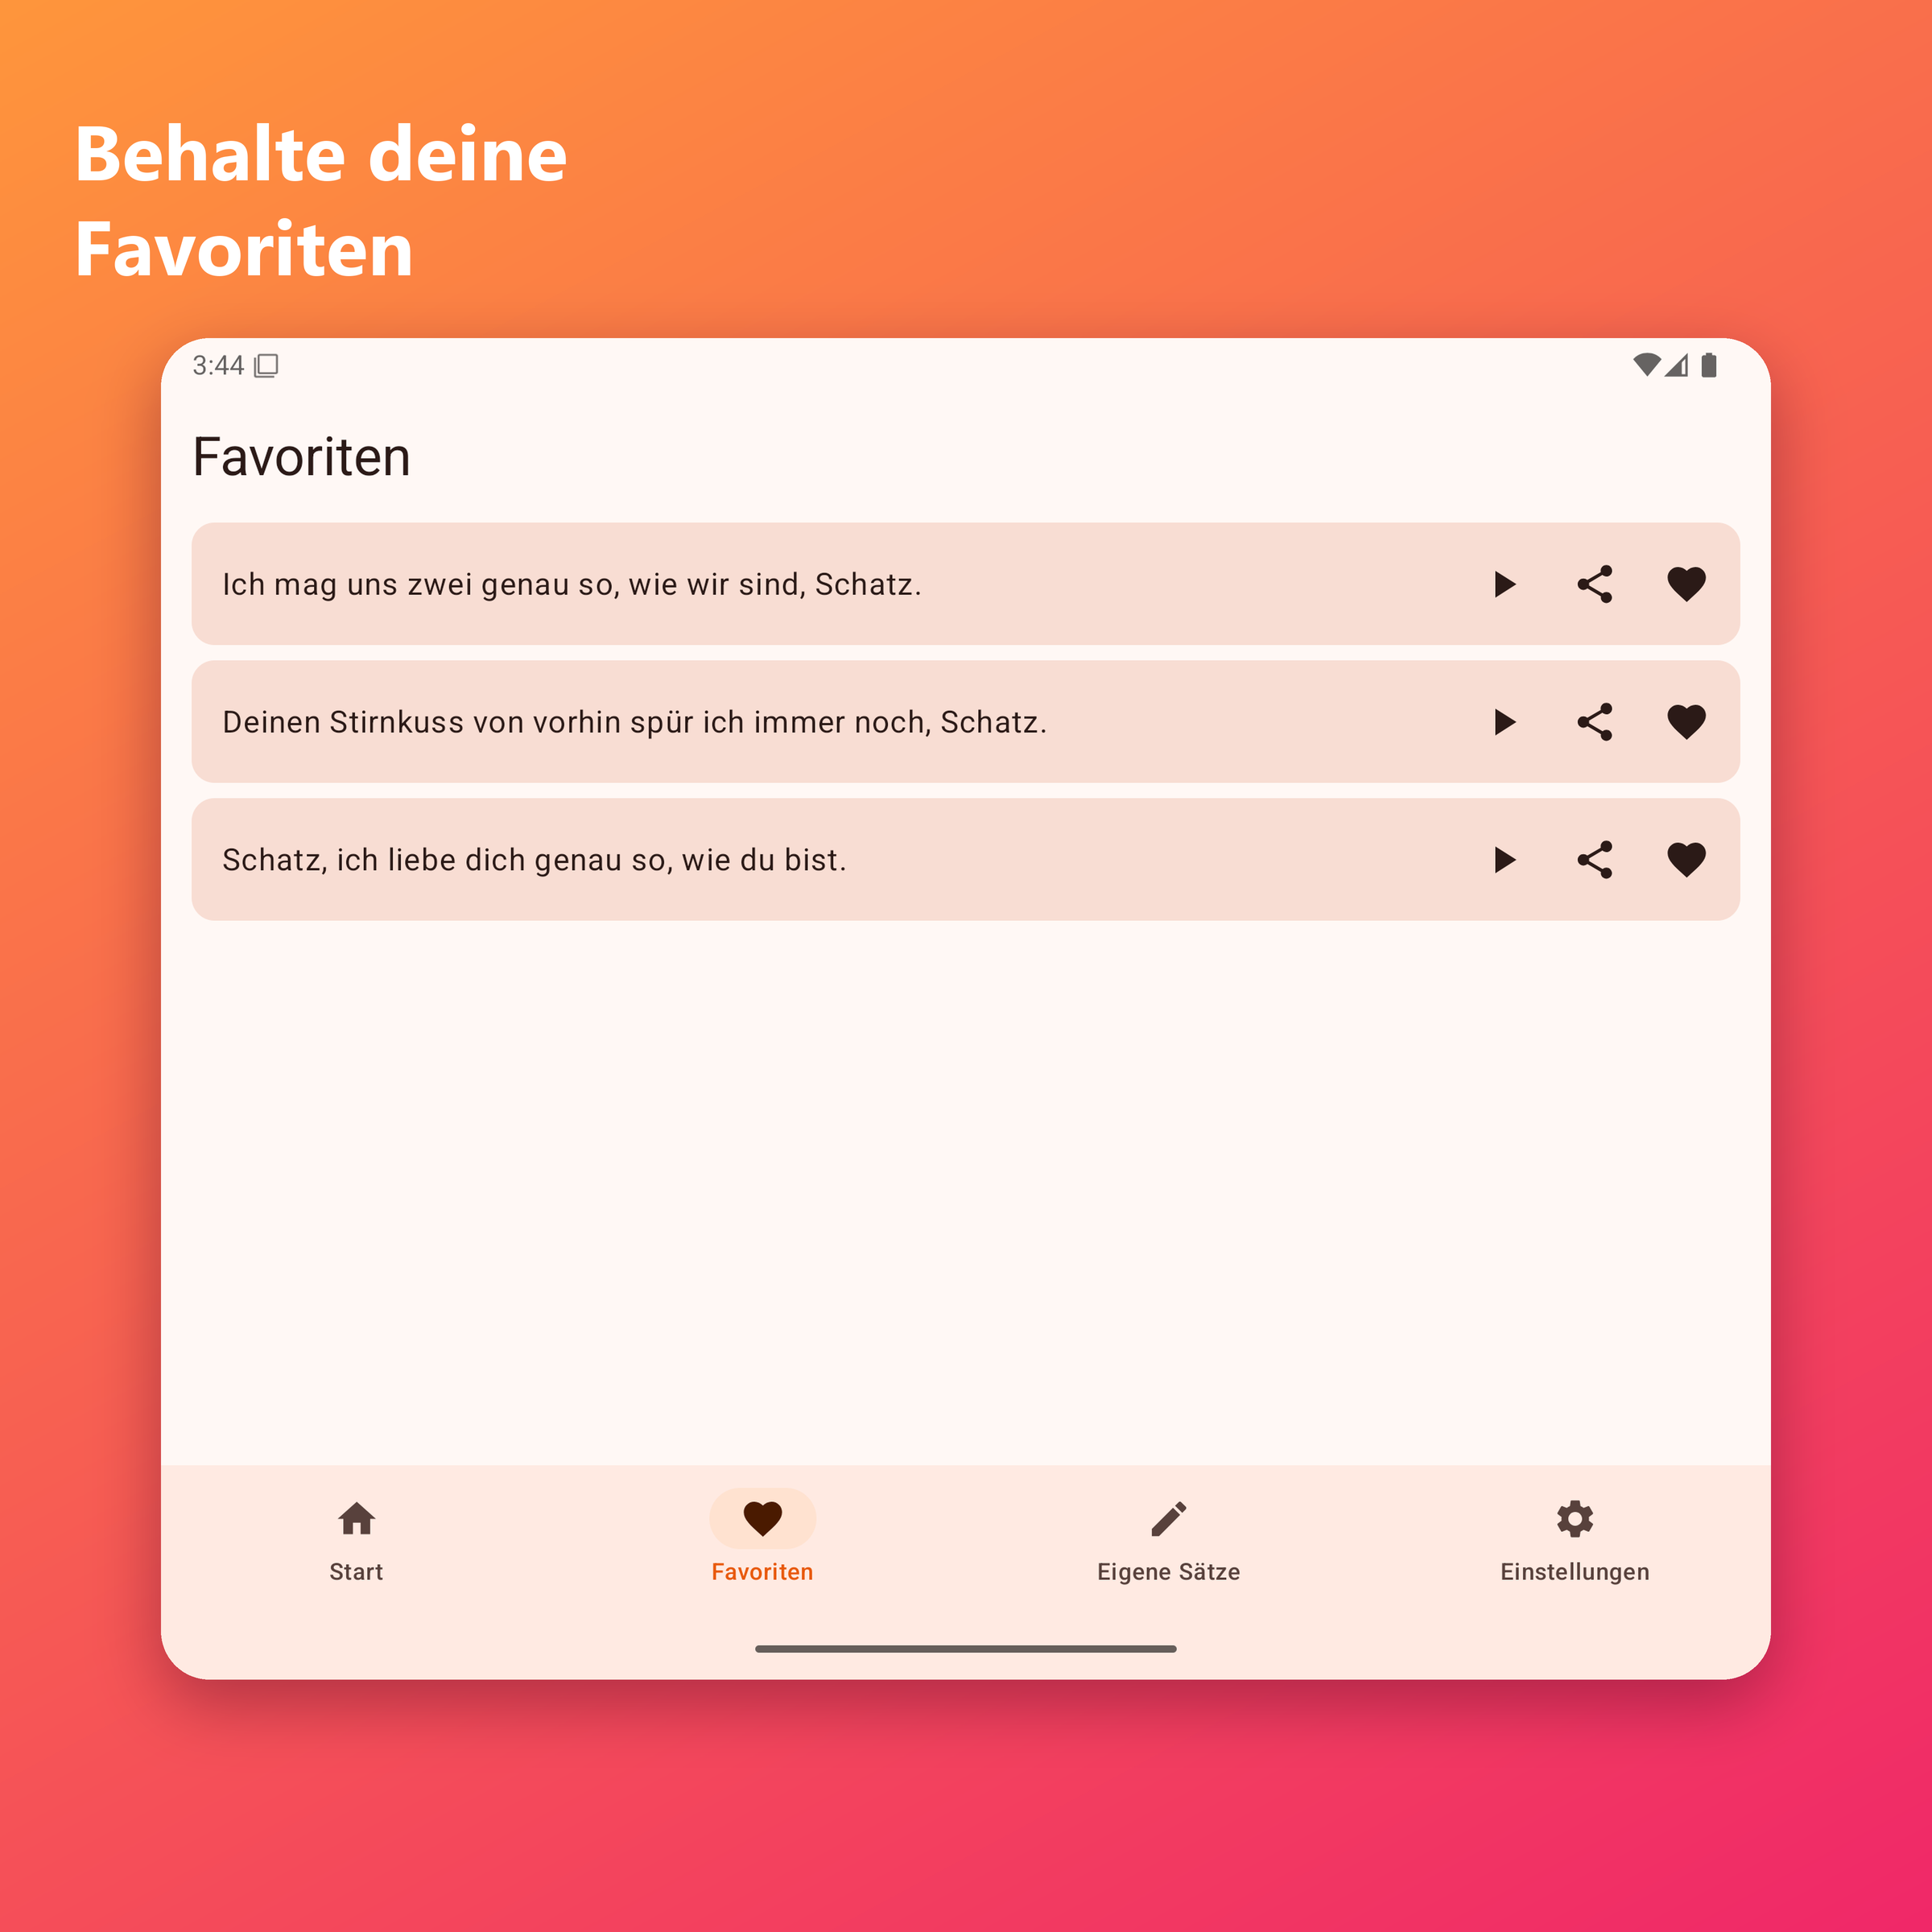 Behalte deine
Favoriten
3:44
Favoriten
Ich mag uns zwei genau so, wie wir sind, Schatz.
Deinen Stirnkuss von vorhin spür ich immer noch, Schatz.
Schatz, ich liebe dich genau so, wie du bist.
Start
Favoriten
Eigene Sätze
Einstellungen